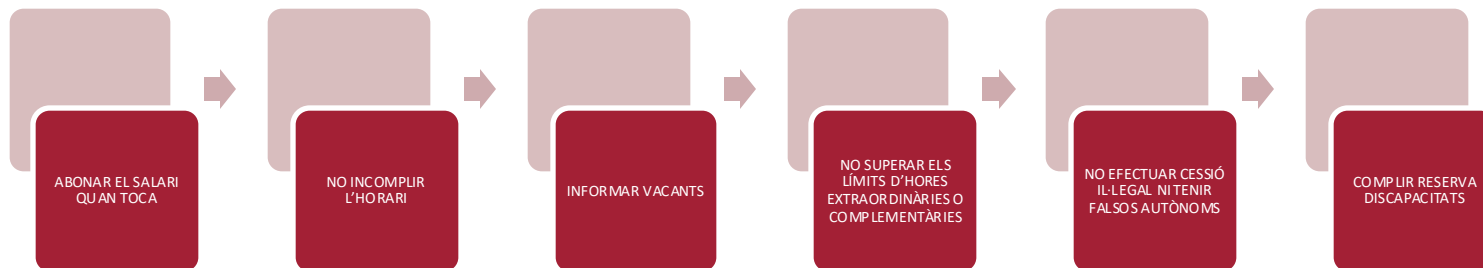 ABONAR EL SALARI
QUAN TOCA
NO INCOMPLIR
L'HORARI
INFORMAR VACANTS
NO SUPERAR ELS
LÍMITS D'HORES
EXTRAORDINÀRIES O
COMPLEMENTÀRIES
NO EFECTUAR CESSIÓ
IL·LEGAL NI TENIR
FALSOS AUTÒNOMS
COMPLIR RESERVA
DISCAPACITATS